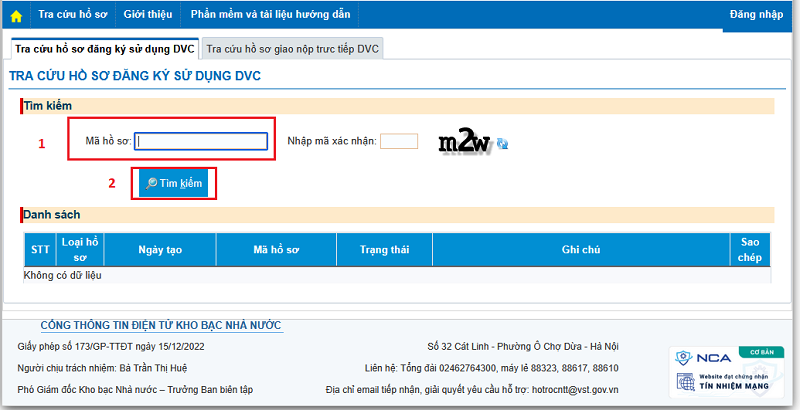 Tra cứu hồ sơ Giới thiệu Phần mềm và tài liệu hướng dẫn Đăng nhập
Tra cứu hồ sơ đăng ký sử dụng DVC Tra cứu hồ sơ giao nộp trực tiếp DVC
TRA CỨU HỒ SƠ ĐĂNG KÝ SỬ DỤNG DVC
Tìm kiếm
1 Mã hồ sơ: Nhập mã xác nhận: m2w
2 Tìm kiếm
Danh sách
STT Loại hồ sơ Ngày tạo Mã hồ sơ Trạng thái Ghi chú Sao chép
Không có dữ liệu
CỔNG THÔNG TIN ĐIỆN TỬ KHO BẠC NHÀ NƯỚC
Giấy phép số 173/GP-TTĐT ngày 15/12/2022 Số 32 Cát Linh - Phường Ô Chợ Dừa - Hà Nội
Người chịu trách nhiệm: Bà Trần Thị Huệ Liên hệ: Tổng đài 02462764300, máy lẻ 88323, 88617, 88610
Phó Giám đốc Kho bạc Nhà nước – Trưởng Ban biên tập Địa chỉ email tiếp nhận, giải quyết yêu cầu hỗ trợ: hotrocntt@vst.gov.vn
NCA CƠ BẢN
Website đạt chứng nhận
TÍN NHIỆM MẠNG